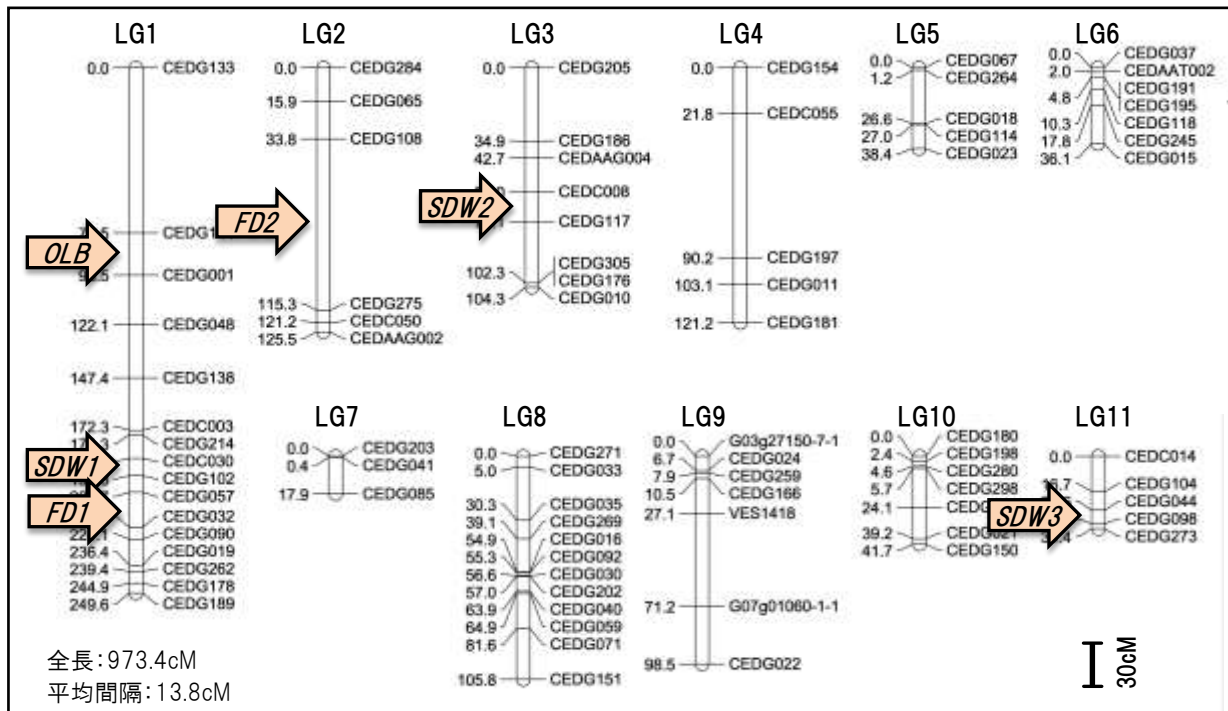 LG1
0.0 CEDG133
CEDG001
122.1 CEDG048
147.4 CEDG138
172.3 CEDC003
CEDG214
CEDC030
CEDG102
CEDG057
CEDG032
CEDG090
236.4 CEDG019
239.4 CEDG262
244.9 CEDG178
249.6 CEDG189
OLB
SDW1
FD1
LG2
0.0 CEDG284
15.9 CEDG065
33.8 CEDG108
115.3 CEDG275
121.2 CEDC050
125.5 CEDAAG002
FD2
LG3
0.0 CEDG205
34.9 CEDG186
42.7 CEDAAG004
CEDC008
CEDG117
102.3 CEDG305
CEDG176
104.3 CEDG010
SDW2
LG4
0.0 CEDG154
21.8 CEDC055
90.2 CEDG197
103.1 CEDG011
121.2 CEDG181
LG5
0.0 CEDG067
1.2 CEDG264
26.6 CEDG018
27.0 CEDG114
38.4 CEDG023
LG6
0.0 CEDG037
2.0 CEDAAT002
4.8 CEDG191
CEDG195
10.3 CEDG118
17.8 CEDG245
36.1 CEDG015
LG7
0.0 CEDG203
0.4 CEDG041
17.9 CEDG085
LG8
0.0 CEDG271
5.0 CEDG033
30.3 CEDG035
39.1 CEDG269
54.9 CEDG016
55.3 CEDG092
56.6 CEDG030
57.0 CEDG202
63.9 CEDG040
64.9 CEDG059
81.6 CEDG071
105.8 CEDG151
LG9
0.0 G03g27150-7-1
6.7 CEDG024
7.9 CEDG259
10.5 CEDG166
27.1 VES1418
71.2 G07g01060-1-1
98.5 CEDG022
LG10
0.0 CEDG180
2.4 CEDG198
4.6 CEDG280
5.7 CEDG298
24.1
39.2
41.7 CEDG150
LG11
0.0 CEDC014
CEDG104
CEDG044
CEDG098
CEDG273
SDW3
全長:973.4cM
平均間隔:13.8cM
30cM